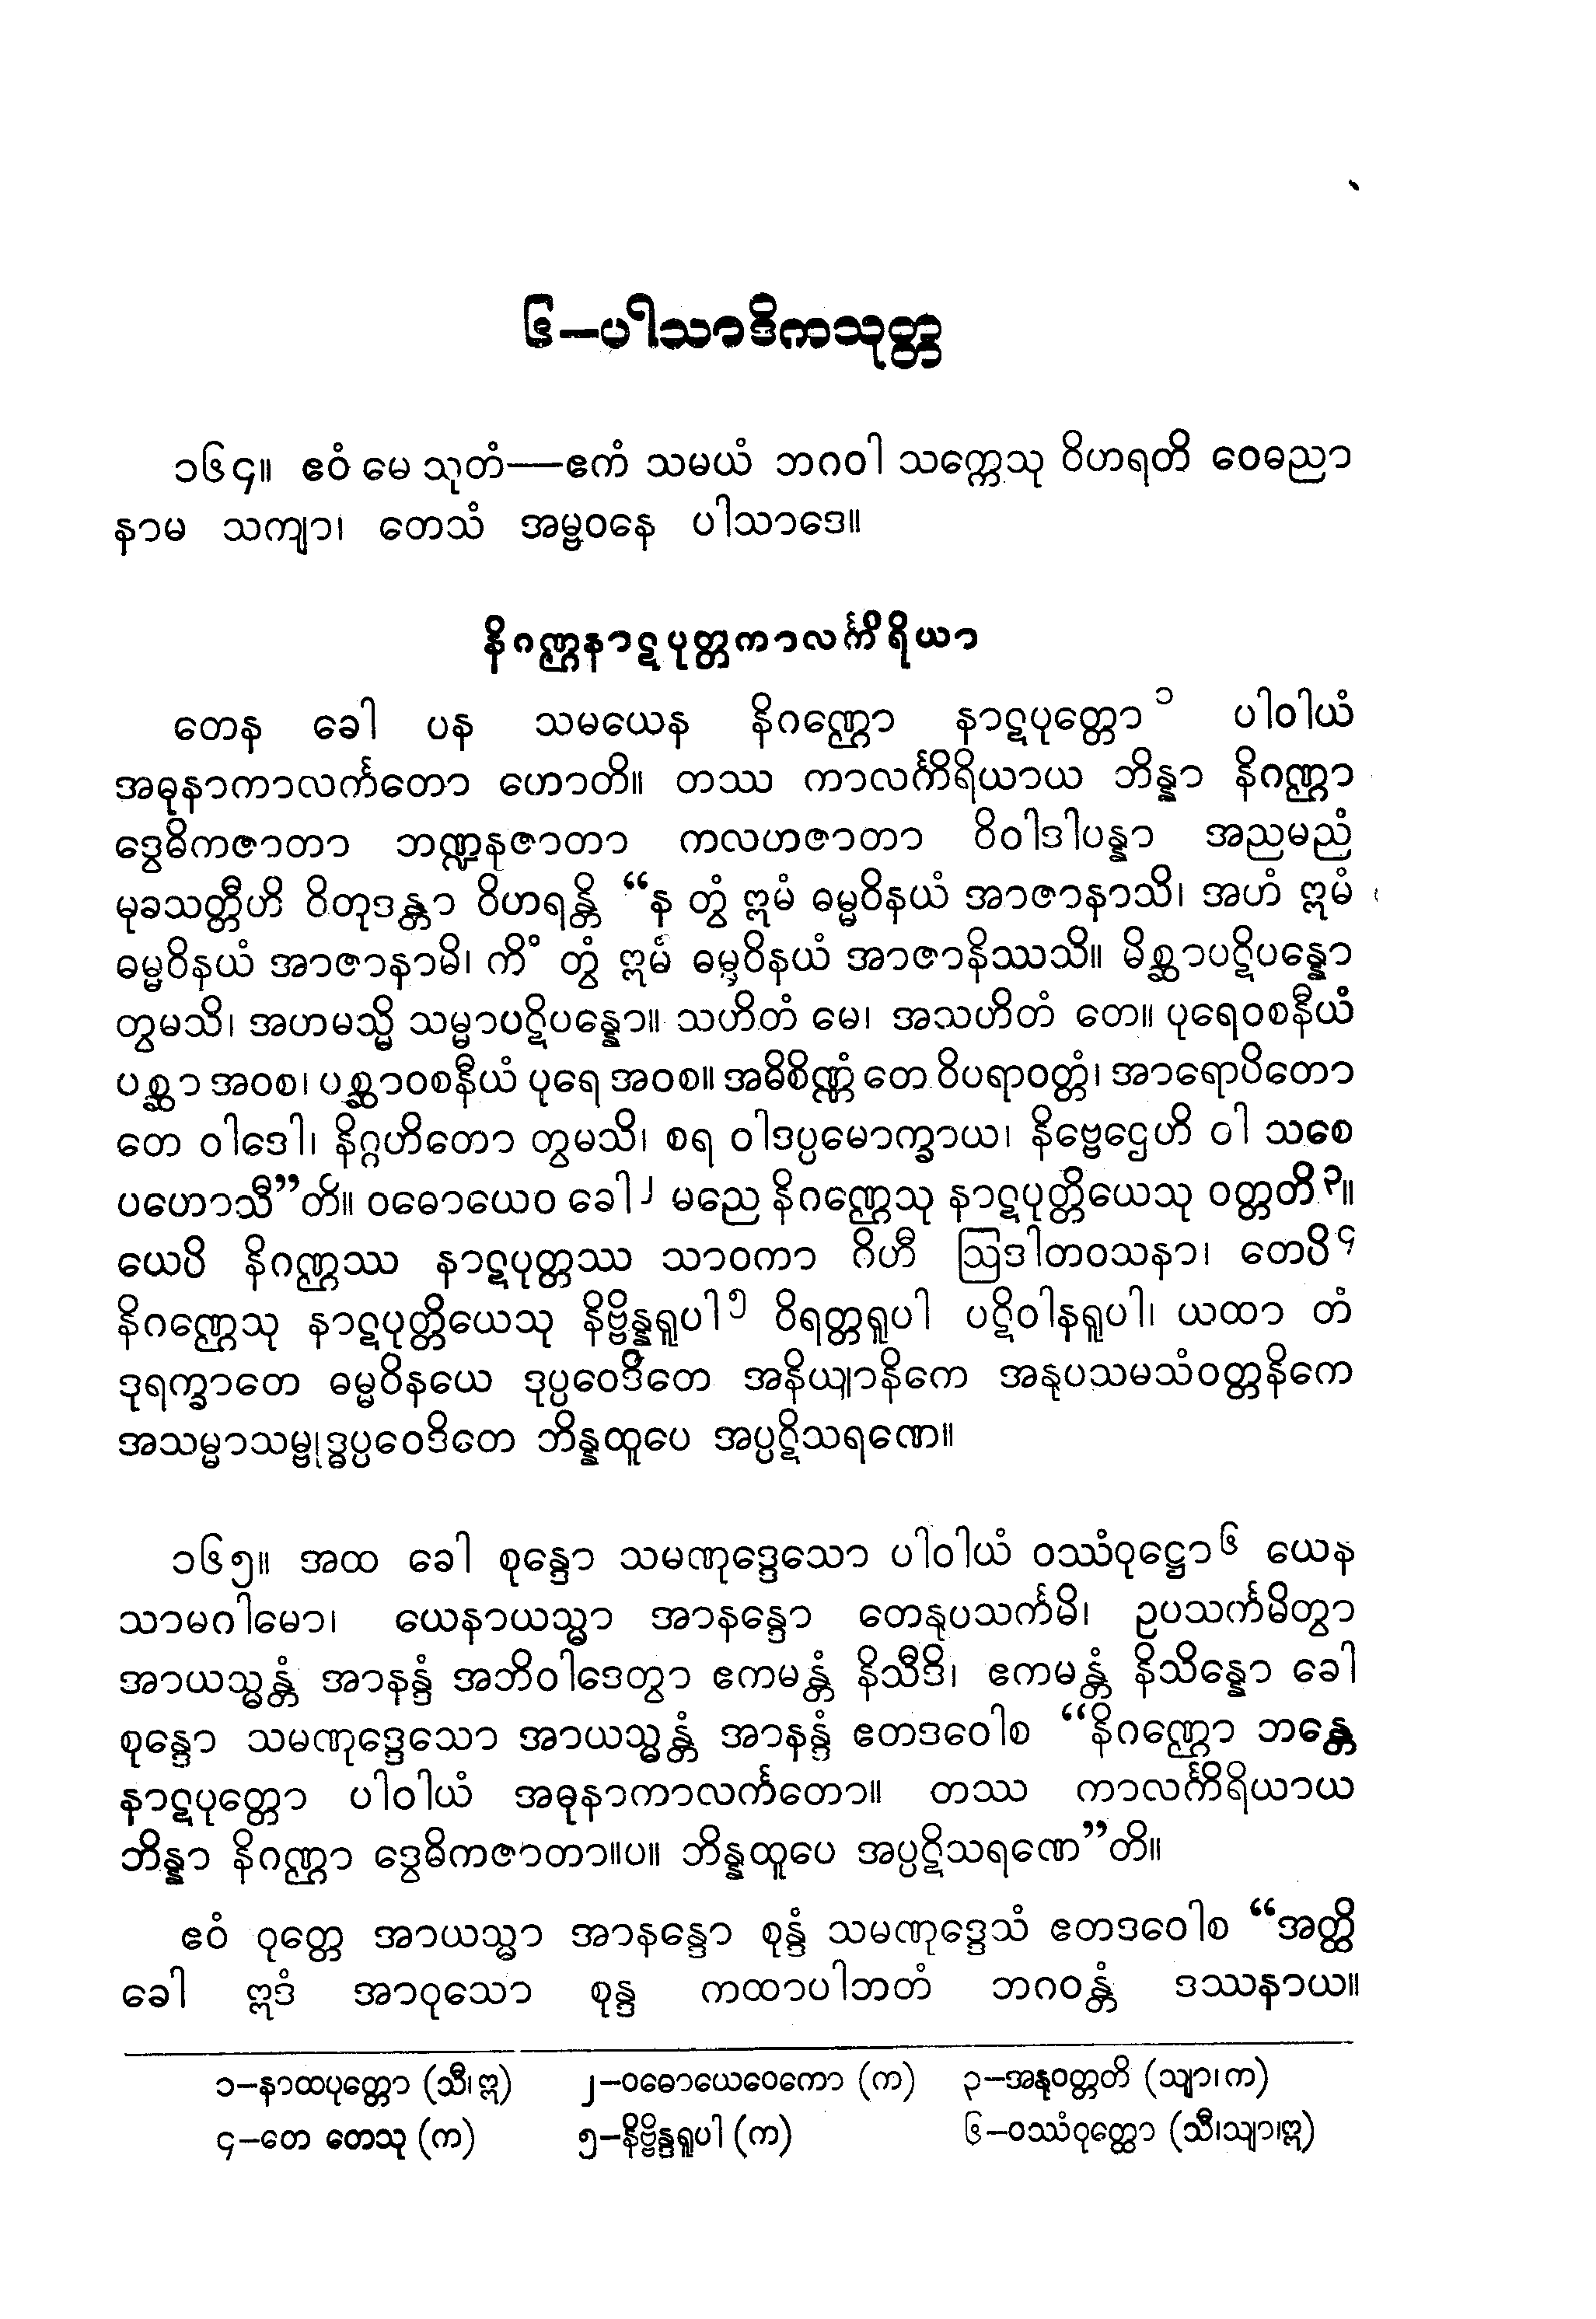 ၆–ပါသာဒိကသုတ္တ
၁၆၄။ ဧဝံ မေ သုတံ—ဧကံ သမယံ ဘဂဝါ သက္ကေသု ဝိဟရတိ ဝေဓညာ
နာမ သကျာ၊ တေသံ အမ္ဗဝနေ ပါသာဒေ။
နိဂဏ္ဌနာဋပုတ္တကာလင်္ကိရိယာ
တေန ခေါ ပန သမယေန နိဂဏ္ဌော နာဋပုတ္တော၁ ပါဝါယံ
အဓုနာကာလင်္ကတော ဟောတိ။ တဿ ကာလင်္ကိရိယာယ ဘိန္နာ နိဂဏ္ဌာ
ဒွေဓိကဇာတာ ဘဏ္ဍနဇာတာ ကလဟဇာတာ ဝိဝါဒါပန္နာ အညမညံ
မုခသတ္တီဟိ ဝိတုဒန္တာ ဝိဟရန္တိ “န တွံ ဣမံ ဓမ္မဝိနယံ အာဇာနာသိ၊ အဟံ ဣမံ
ဓမ္မဝိနယံ အာဇာနာမိ၊ ကိံ တွံ ဣမံ ဓမ္မဝိနယံ အာဇာနိဿသိ။ မိစ္ဆာပဋိပန္နော
တွမသိ၊ အဟမသ္မိ သမ္မာပဋိပန္နော။ သဟိတံ မေ၊ အသဟိတံ တေ။ ပုရေဝစနီယံ
ပစ္ဆာ အဝစ၊ ပစ္ဆာဝစနီယံ ပုရေ အဝစ။ အဓိစိဏ္ဏံ တေ ဝိပရာဝတ္တံ၊ အာရောပိတော
တေ ဝါဒေါ၊ နိဂ္ဂဟိတော တွမသိ၊ စရ ဝါဒပ္ပမောက္ခာယ၊ နိဗ္ဗေဌေဟိ ဝါ သစေ
ပဟောသီ”တိ။ ဝဓောယေဝ ခေါ၂ မညေ နိဂဏ္ဌေသု နာဋပုတ္တိယေသု ဝတ္တတိ၃။
ယေပိ နိဂဏ္ဌဿ နာဋပုတ္တဿ သာဝကာ ဂိဟီ ဩဒါတဝသနာ၊ တေပိ၄
နိဂဏ္ဌေသု နာဋပုတ္တိယေသု နိဗ္ဗိန္နရူပါ၅ ဝိရတ္တရူပါ ပဋိဝါနရူပါ၊ ယထာ တံ
ဒုရက္ခာတေ ဓမ္မဝိနယေ ဒုပ္ပဝေဒိတေ အနိယျာနိကေ အနုပသမသံဝတ္တနိကေ
အသမ္မာသမ္ဗုဒ္ဓပ္ပဝေဒိတေ ဘိန္နထူပေ အပ္ပဋိသရဏေ။
၁၆၅။ အထ ခေါ စုန္ဒော သမဏုဒ္ဒေသော ပါဝါယံ ဝဿံဝုဋ္ဌော၆ ယေန
သာမဂါမော၊ ယေနာယသ္မာ အာနန္ဒော တေနုပသင်္ကမိ၊ ဥပသင်္ကမိတွာ
အာယသ္မန္တံ အာနန္ဒံ အဘိဝါဒေတွာ ဧကမန္တံ နိသီဒိ၊ ဧကမန္တံ နိသိန္နော ခေါ
စုန္ဒော သမဏုဒ္ဒေသော အာယသ္မန္တံ အာနန္ဒံ ဧတဒဝေါစ “နိဂဏ္ဌော ဘန္တေ
နာဋပုတ္တော ပါဝါယံ အဓုနာကာလင်္ကတော။ တဿ ကာလင်္ကိရိယာယ
ဘိန္နာ နိဂဏ္ဌာ ဒွေဓိကဇာတာ။ပ။ ဘိန္နထူပေ အပ္ပဋိသရဏေ”တိ။
ဧဝံ ဝုတ္တေ အာယသ္မာ အာနန္ဒော စုန္ဒံ သမဏုဒ္ဒေသံ ဧတဒဝေါစ “အတ္ထိ
ခေါ ဣဒံ အာဝုသော စုန္ဒ ကထာပါဘတံ ဘဂဝန္တံ ဒဿနာယ။
၁–နာထပုတ္တော (သီ၊ဣ) ၂–ဝဓောယေဝေကော (က) ၃–အနုဝတ္တတိ (သျာ၊က)
၄–တေ တေသု (က) ၅–နိဗ္ဗိန္ဒရူပါ (က) ၆–ဝဿံဝုတ္ထော (သီ၊သျာ၊ဣ)